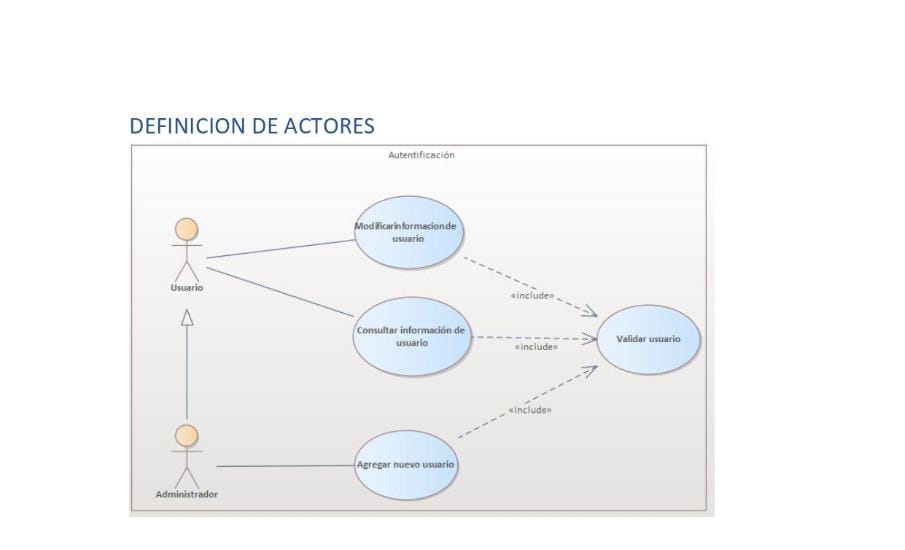 DEFINICION DE ACTORES
Autentificación
Modificarinformacionde
usuario
Usuario
«include»
Consultar información de
usuario
«include»
Validar usuario
«include»
Agregar nuevo usuario
Administrador